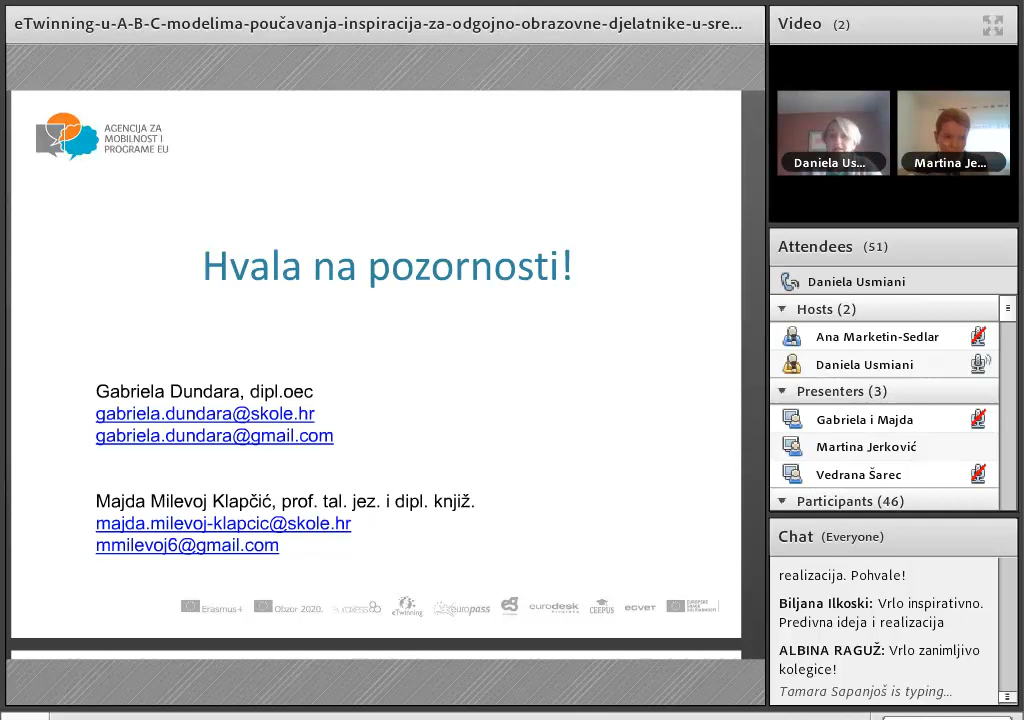 eTwinning-u-A-B-C-modelima-poučavanja-inspiracija-za-odgojno-obrazovne-djelatnike-u-sre...
AGENCIJA ZA
MOBILNOST I
PROGRAME EU
Hvala na pozornosti!
Gabriela Dundara, dipl.oec
gabriela.dundara@skole.hr
gabriela.dundara@gmail.com
Majda Milevoj Klapčić, prof. tal. jez. i dipl. knjiž.
majda.milevoj-klapcic@skole.hr
mmilevoj6@gmail.com
Erasmus+ Obzor 2020. eTwinning europass eurodesk CEEPUS ecvet
Video (2)
Daniela Us... Martina Je...
Attendees (51)
Daniela Usmiani
Hosts (2)
Ana Marketin-Sedlar
Daniela Usmiani
Presenters (3)
Gabriela i Majda
Martina Jerković
Vedrana Šarec
Participants (46)
Chat (Everyone)
realizacija. Pohvale!
Biljana Ilkoski: Vrlo inspirativno.
Predivna ideja i realizacija
ALBINA RAGUŽ: Vrlo zanimljivo
kolegice!
Tamara Sapanjoš is typing...